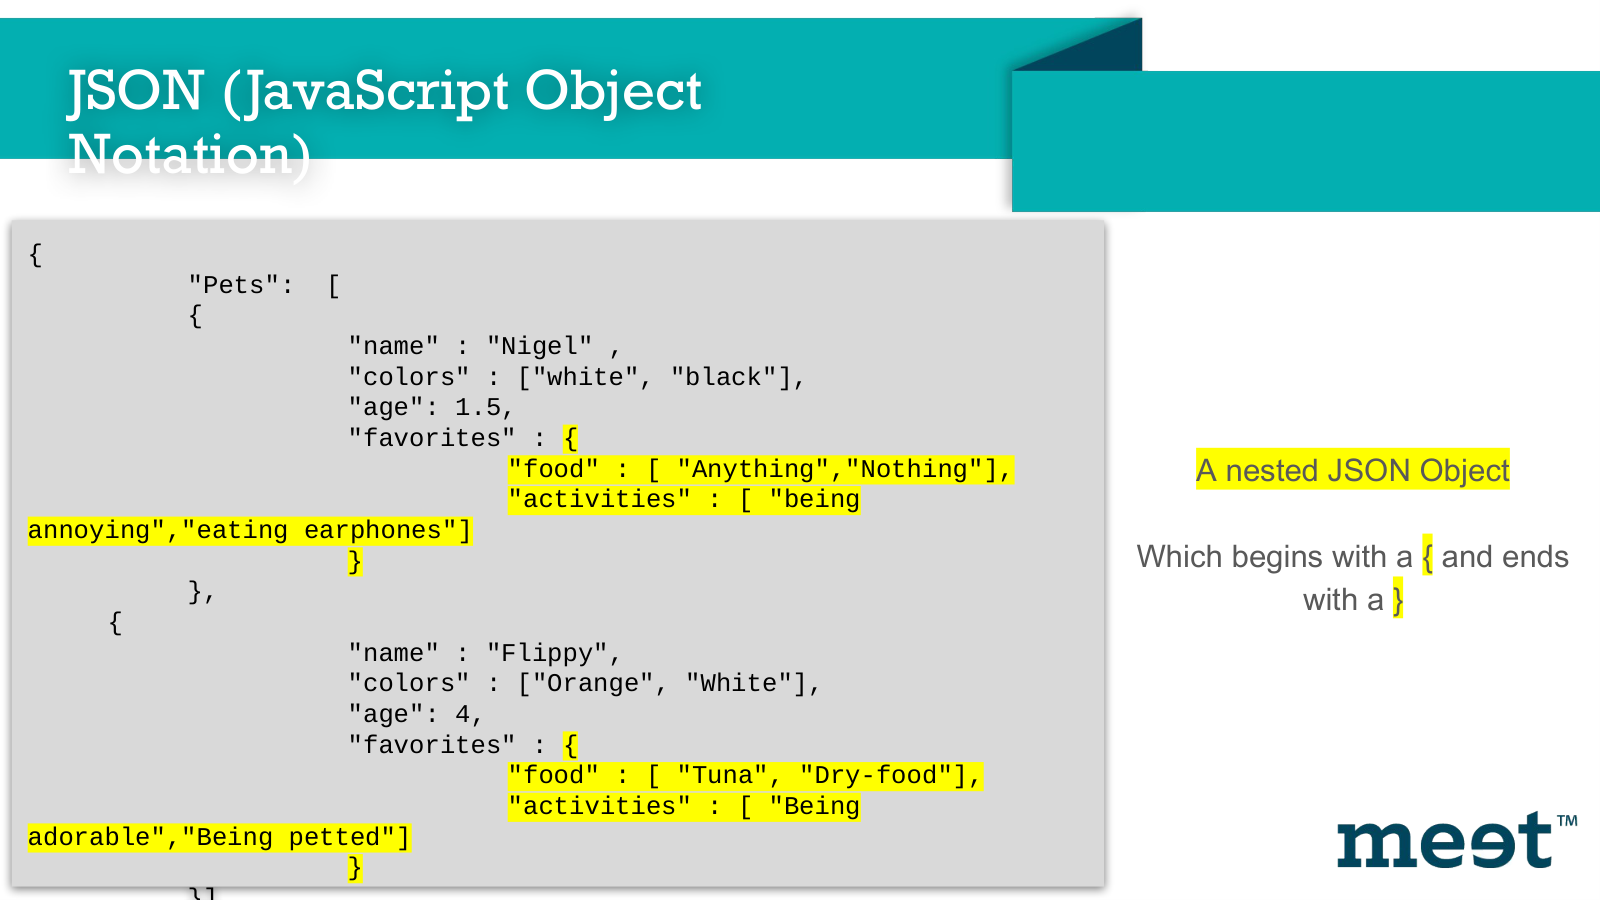 JSON (JavaScript Object
Notation)
{
"Pets":  [
{
"name" : "Nigel" ,
"colors" : ["white", "black"],
"age": 1.5,
"favorites" : {
"food" : [ "Anything","Nothing"],
"activities" : [ "being
annoying","eating earphones"]
}
},
{
"name" : "Flippy",
"colors" : ["Orange", "White"],
"age": 4,
"favorites" : {
"food" : [ "Tuna", "Dry-food"],
"activities" : [ "Being
adorable","Being petted"]
}
}]
A nested JSON Object
Which begins with a { and ends
with a }
meet™